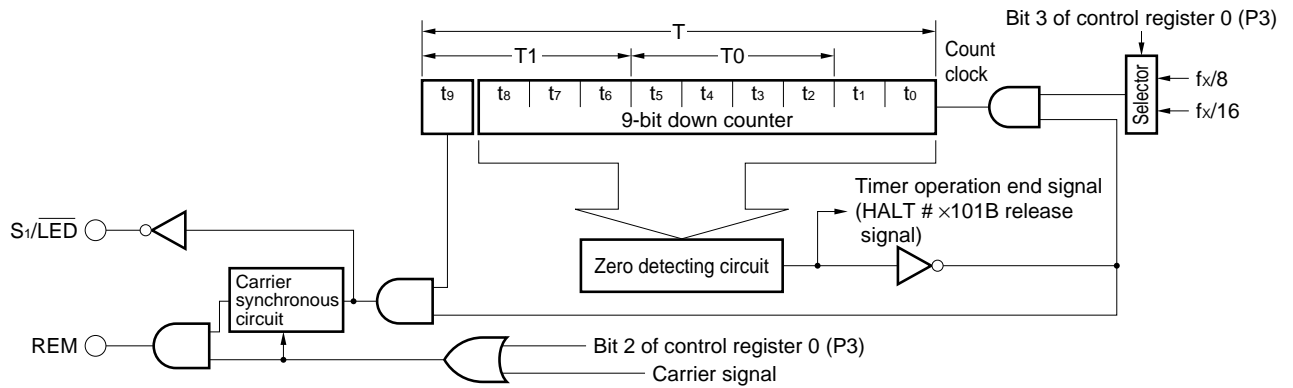 Bit 3 of control register 0 (P3)
T
T1
T0
Count
clock
t9
t8
t7
t6
t5
t4
t3
t2
t1
t0
9-bit down counter
Selector
fX/8
fX/16
Timer operation end signal
(HALT # ×101B release
signal)
S1/LED
Zero detecting circuit
Carrier
synchronous
circuit
REM
Bit 2 of control register 0 (P3)
Carrier signal